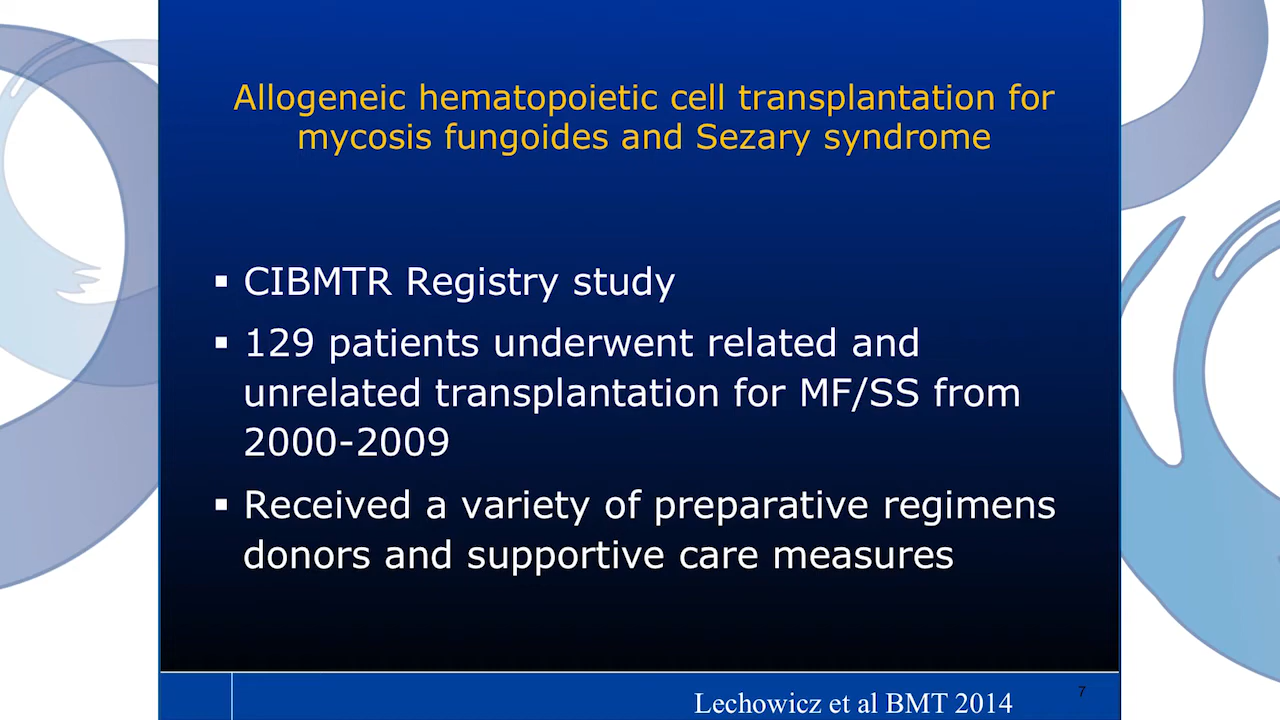 Allogeneic hematopoietic cell transplantation for
mycosis fungoides and Sezary syndrome
▪ CIBMTR Registry study
▪ 129 patients underwent related and
unrelated transplantation for MF/SS from
2000-2009
▪ Received a variety of preparative regimens
donors and supportive care measures
Lechowicz et al BMT 2014
7